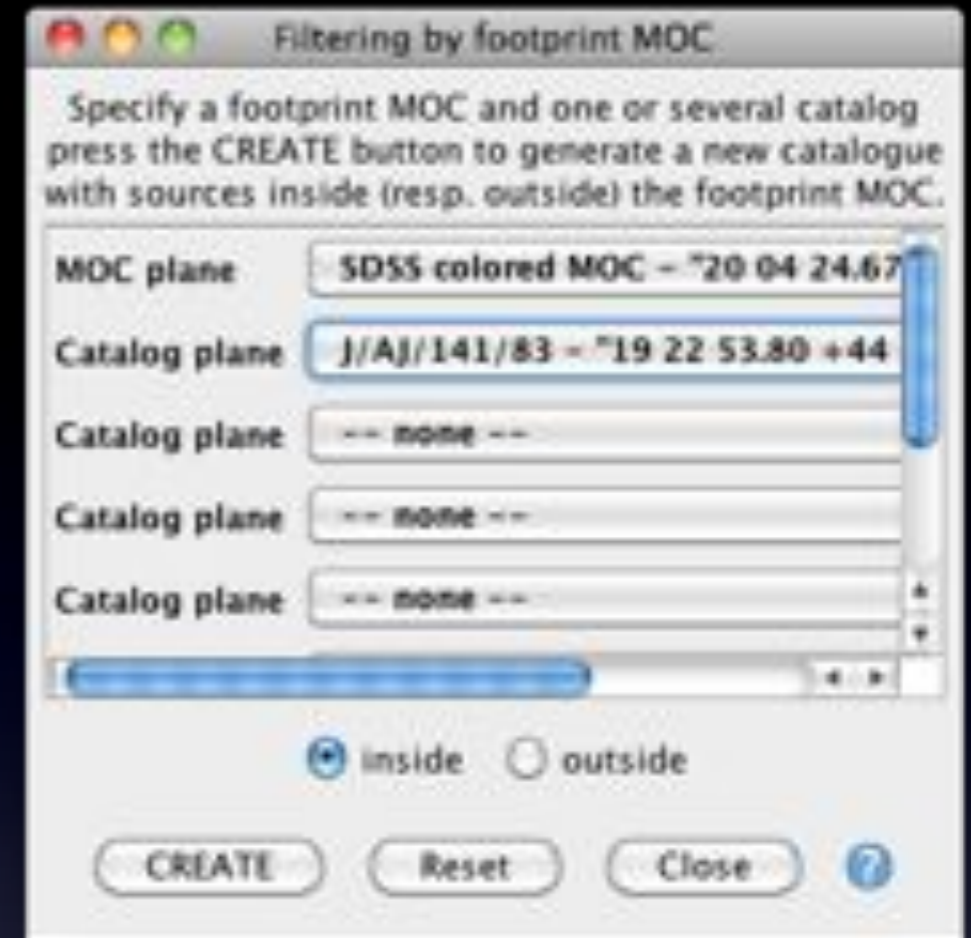 Filtering by footprint MOC
Specify a footprint MOC and one or several catalog
press the CREATE button to generate a new catalogue
with sources inside (resp. outside) the footprint MOC.
MOC plane SDSS colored MOC - "20 04 24.67
Catalog plane J/AJ/141/83 - "19 22 53.80 +44
Catalog plane -- none --
Catalog plane -- none --
Catalog plane -- none --
inside outside
CREATE Reset Close ?